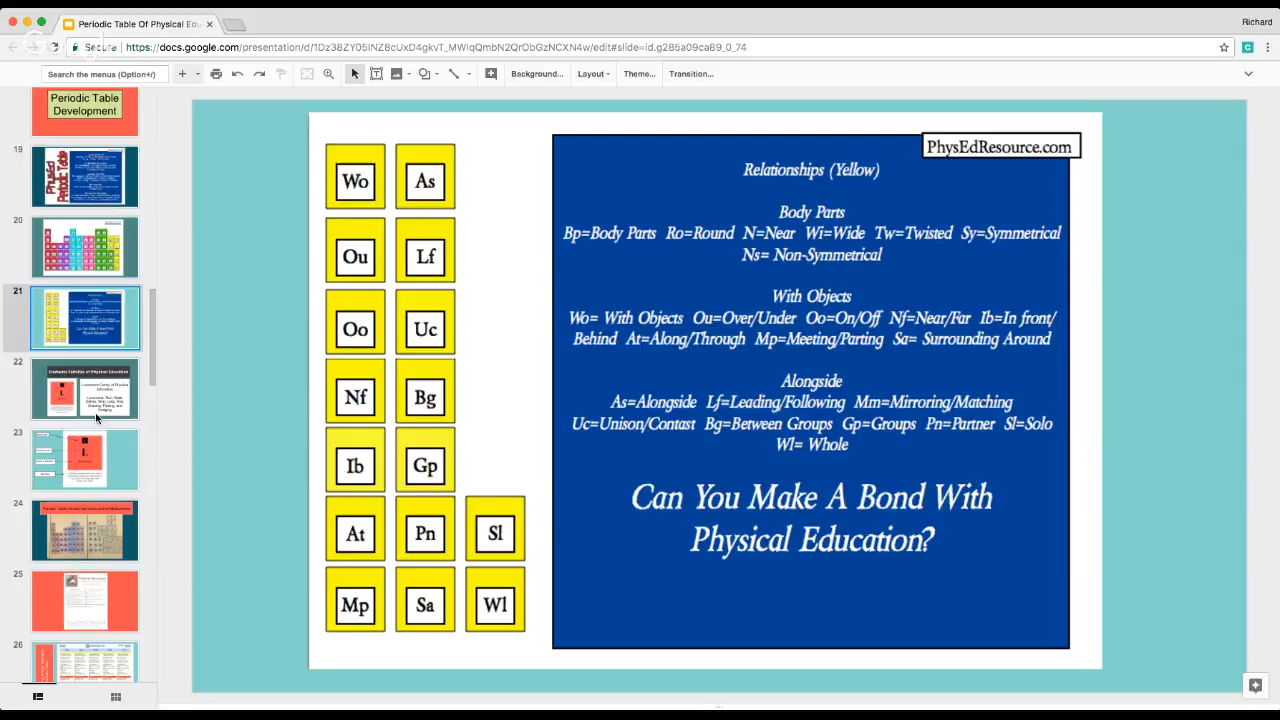 Periodic Table Of Physical Edu
Richard
Secure
https://docs.google.com/presentation/d/1Dz38ZY05INZ8cUxD4gkvT_MWiqQmbN2QrObOzNCXN4w/edit#slide=id.g285a09ca89_0_74
Search the menus (Option+/)
Background...
Layout
Theme...
Transition...
Periodic Table
Development
19
20
21
22
23
24
25
26
PhysEdResource.com
Wo As
Ou Lf
Oo Uc
Nf Bg
Ib Gp
At Pn Sl
Mp Sa Wl
Relationships (Yellow)
Body Parts
Bp=Body Parts Ro=Round N=Near Wi=Wide Tw=Twisted Sy=Symmetrical
Ns= Non-Symmetrical
With Objects
Wo= With Objects Ou=Over/Under Oo=On/Off Nf=Near/Far Ib=In front/
Behind At=Along/Through Mp=Meeting/Parting Sa= Surrounding Around
Alongside
As=Alongside Lf=Leading/Following Mm=Mirroring/Matching
Uc=Unison/Contast Bg=Between Groups Gp=Groups Pn=Partner Sl=Solo
Wl= Whole
Can You Make A Bond With
Physical Education?